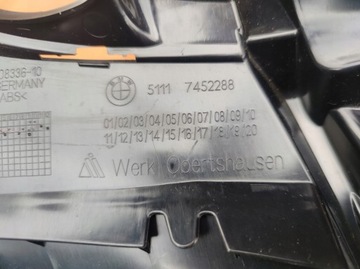 08336-10
GERMANY
ABS<
5111 7452288
01/02/03/04/05/06/07/08/09/10
11/12/13/14/15/16/17/18/19/20
Werk Obertshausen